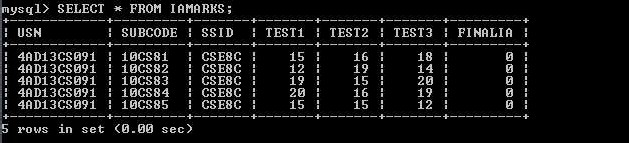 mysql> SELECT * FROM IAMARKS;
+------------+---------+-------+-------+-------+-------+---------+
| USN        | SUBCODE | SSID  | TEST1 | TEST2 | TEST3 | FINALIA |
+------------+---------+-------+-------+-------+-------+---------+
| 4AD13CS091 | 10CS81  | CSE8C |    15 |    16 |    18 |       0 |
| 4AD13CS091 | 10CS82  | CSE8C |    12 |    19 |    14 |       0 |
| 4AD13CS091 | 10CS83  | CSE8C |    19 |    15 |    20 |       0 |
| 4AD13CS091 | 10CS84  | CSE8C |    20 |    16 |    19 |       0 |
| 4AD13CS091 | 10CS85  | CSE8C |    15 |    15 |    12 |       0 |
+------------+---------+-------+-------+-------+-------+---------+
5 rows in set (0.00 sec)